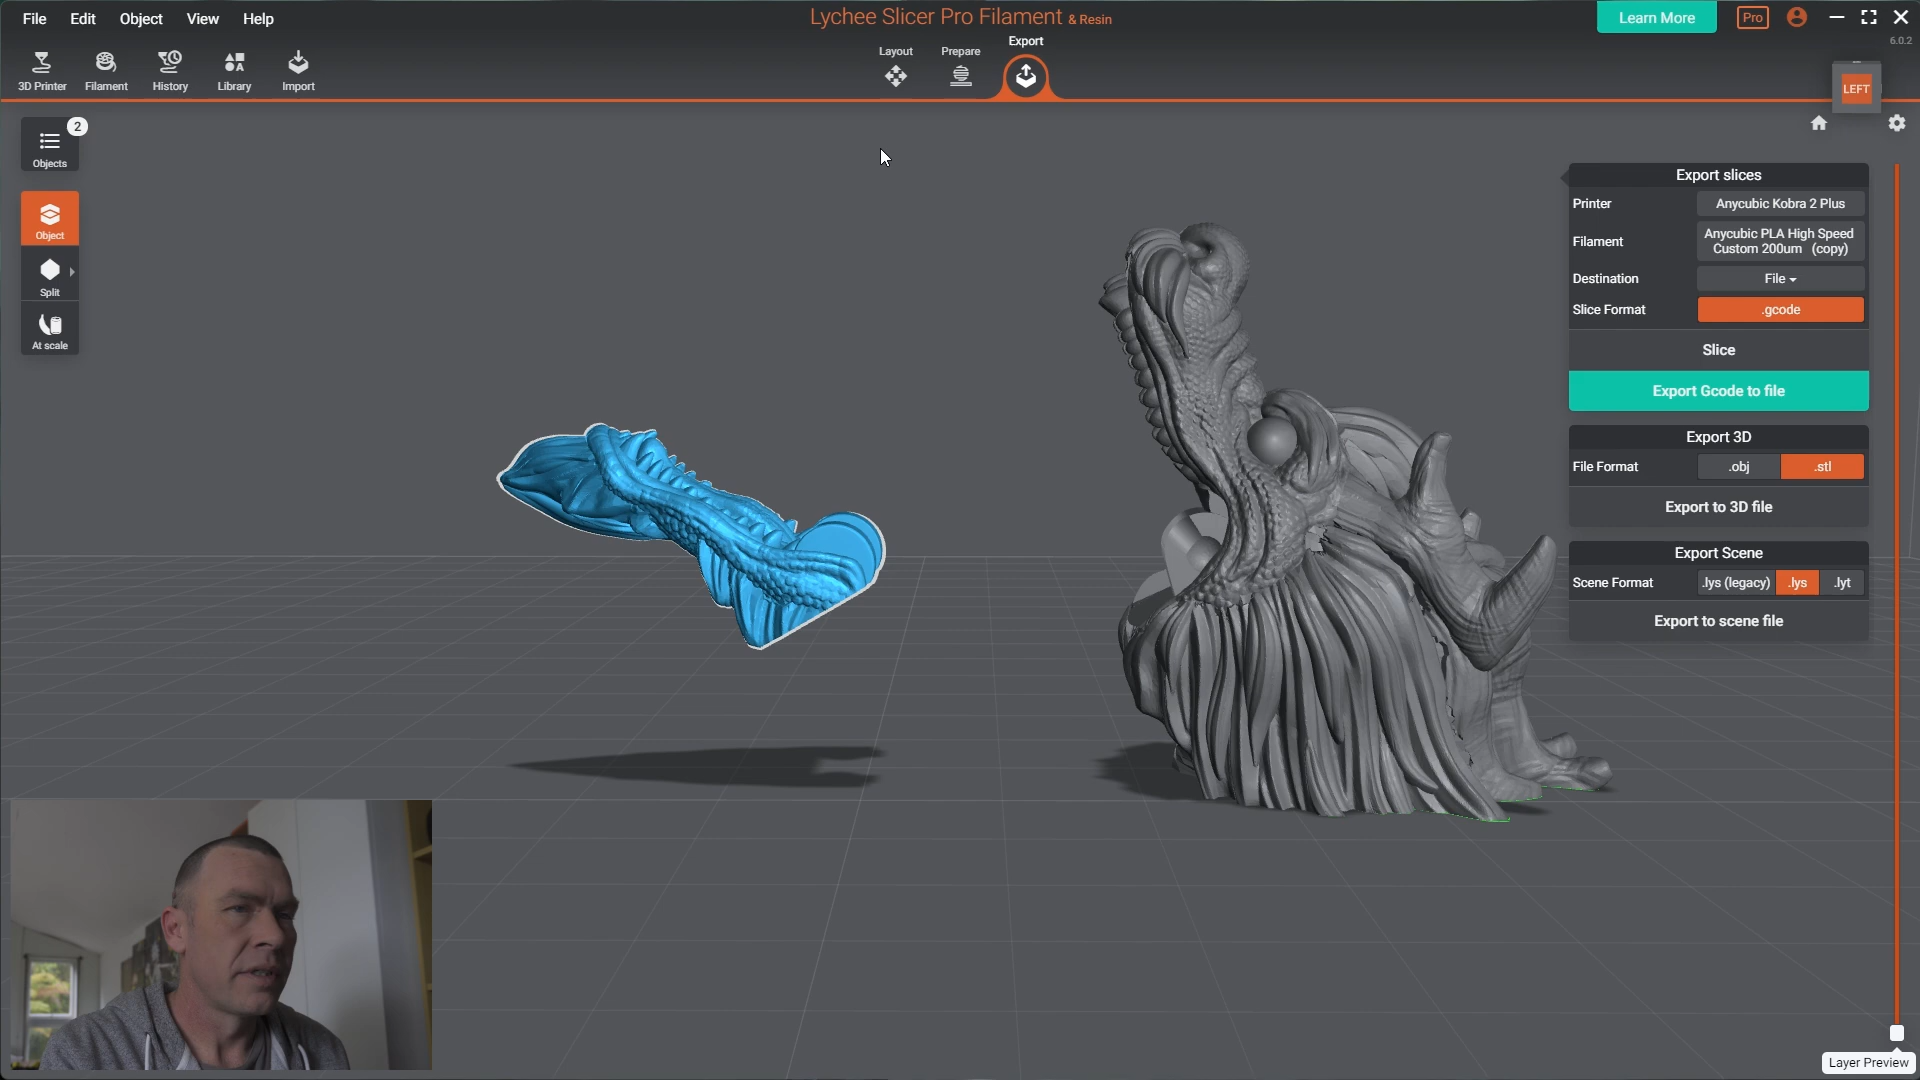 File Edit Object View Help
Lychee Slicer Pro Filament & Resin
Learn More
Pro
6.0.2
3D Printer Filament History Library Import
Layout Prepare Export
LEFT
2
Objects
Object
Split
At scale
Export slices
Printer Anycubic Kobra 2 Plus
Filament Anycubic PLA High Speed
Custom 200um (copy)
Destination File
Slice Format .gcode
Slice
Export Gcode to file
Export 3D
File Format .obj .stl
Export to 3D file
Export Scene
Scene Format .lys (legacy) .lys .lyt
Export to scene file
Layer Preview